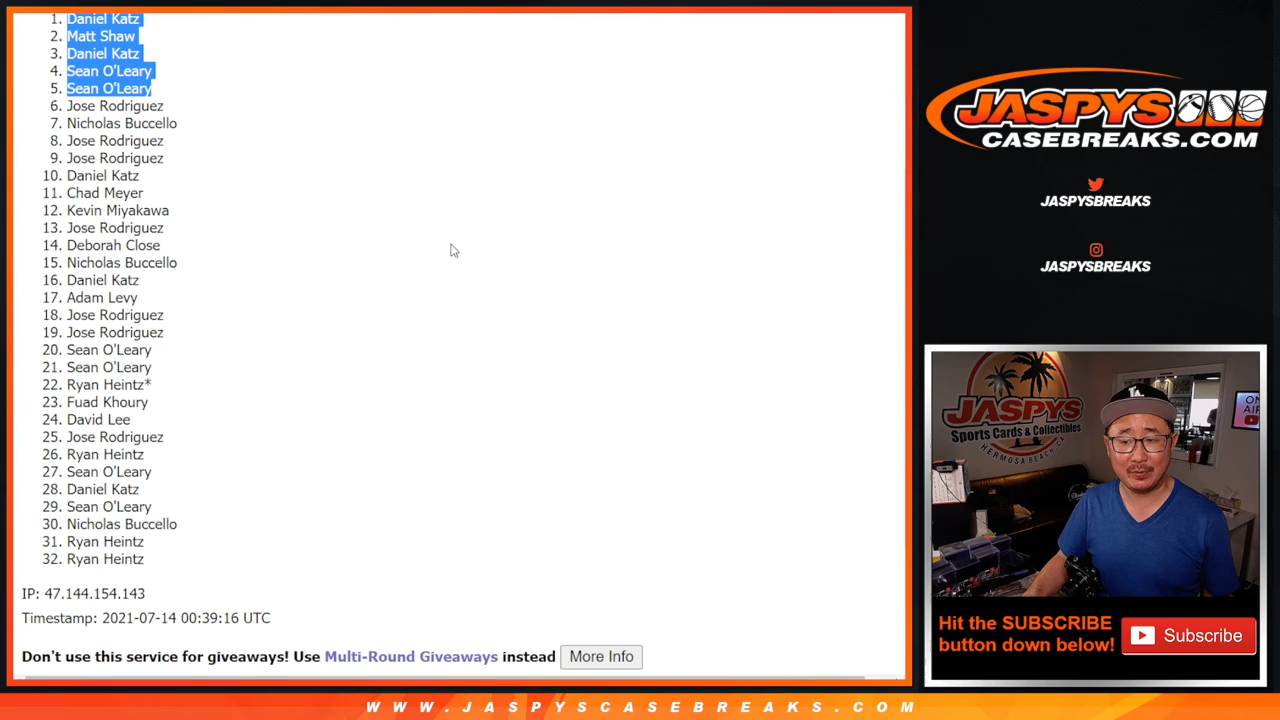 1. Daniel Katz
2. Matt Shaw
3. Daniel Katz
4. Sean O'Leary
5. Sean O'Leary
6. Jose Rodriguez
7. Nicholas Buccello
8. Jose Rodriguez
9. Jose Rodriguez
10. Daniel Katz
11. Chad Meyer
12. Kevin Miyakawa
13. Jose Rodriguez
14. Deborah Close
15. Nicholas Buccello
16. Daniel Katz
17. Adam Levy
18. Jose Rodriguez
19. Jose Rodriguez
20. Sean O'Leary
21. Sean O'Leary
22. Ryan Heintz*
23. Fuad Khoury
24. David Lee
25. Jose Rodriguez
26. Ryan Heintz
27. Sean O'Leary
28. Daniel Katz
29. Sean O'Leary
30. Nicholas Buccello
31. Ryan Heintz
32. Ryan Heintz
IP: 47.144.154.143
Timestamp: 2021-07-14 00:39:16 UTC
Don't use this service for giveaways! Use Multi-Round Giveaways instead More Info
JASPYS
CASEBREAKS.COM
JASPYSBREAKS
JASPYSBREAKS
JASPYS
Sports Cards & Collectibles
HERMOSA BEACH CA
LA
ON
AIR
Hit the SUBSCRIBE
button down below!
Subscribe
WWW.JASPYSCASEBREAKS.COM